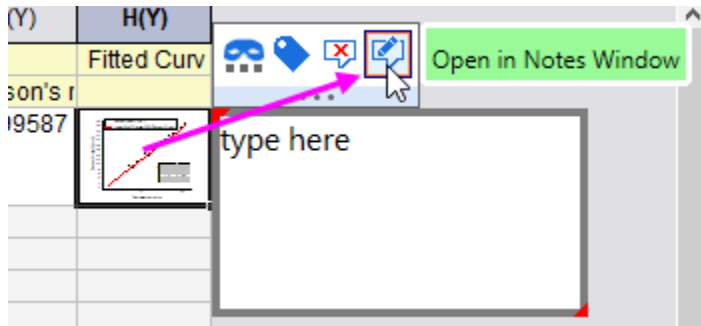 (Y)
H(Y)
Fitted Curv
son's r
99587
Open in Notes Window
type here